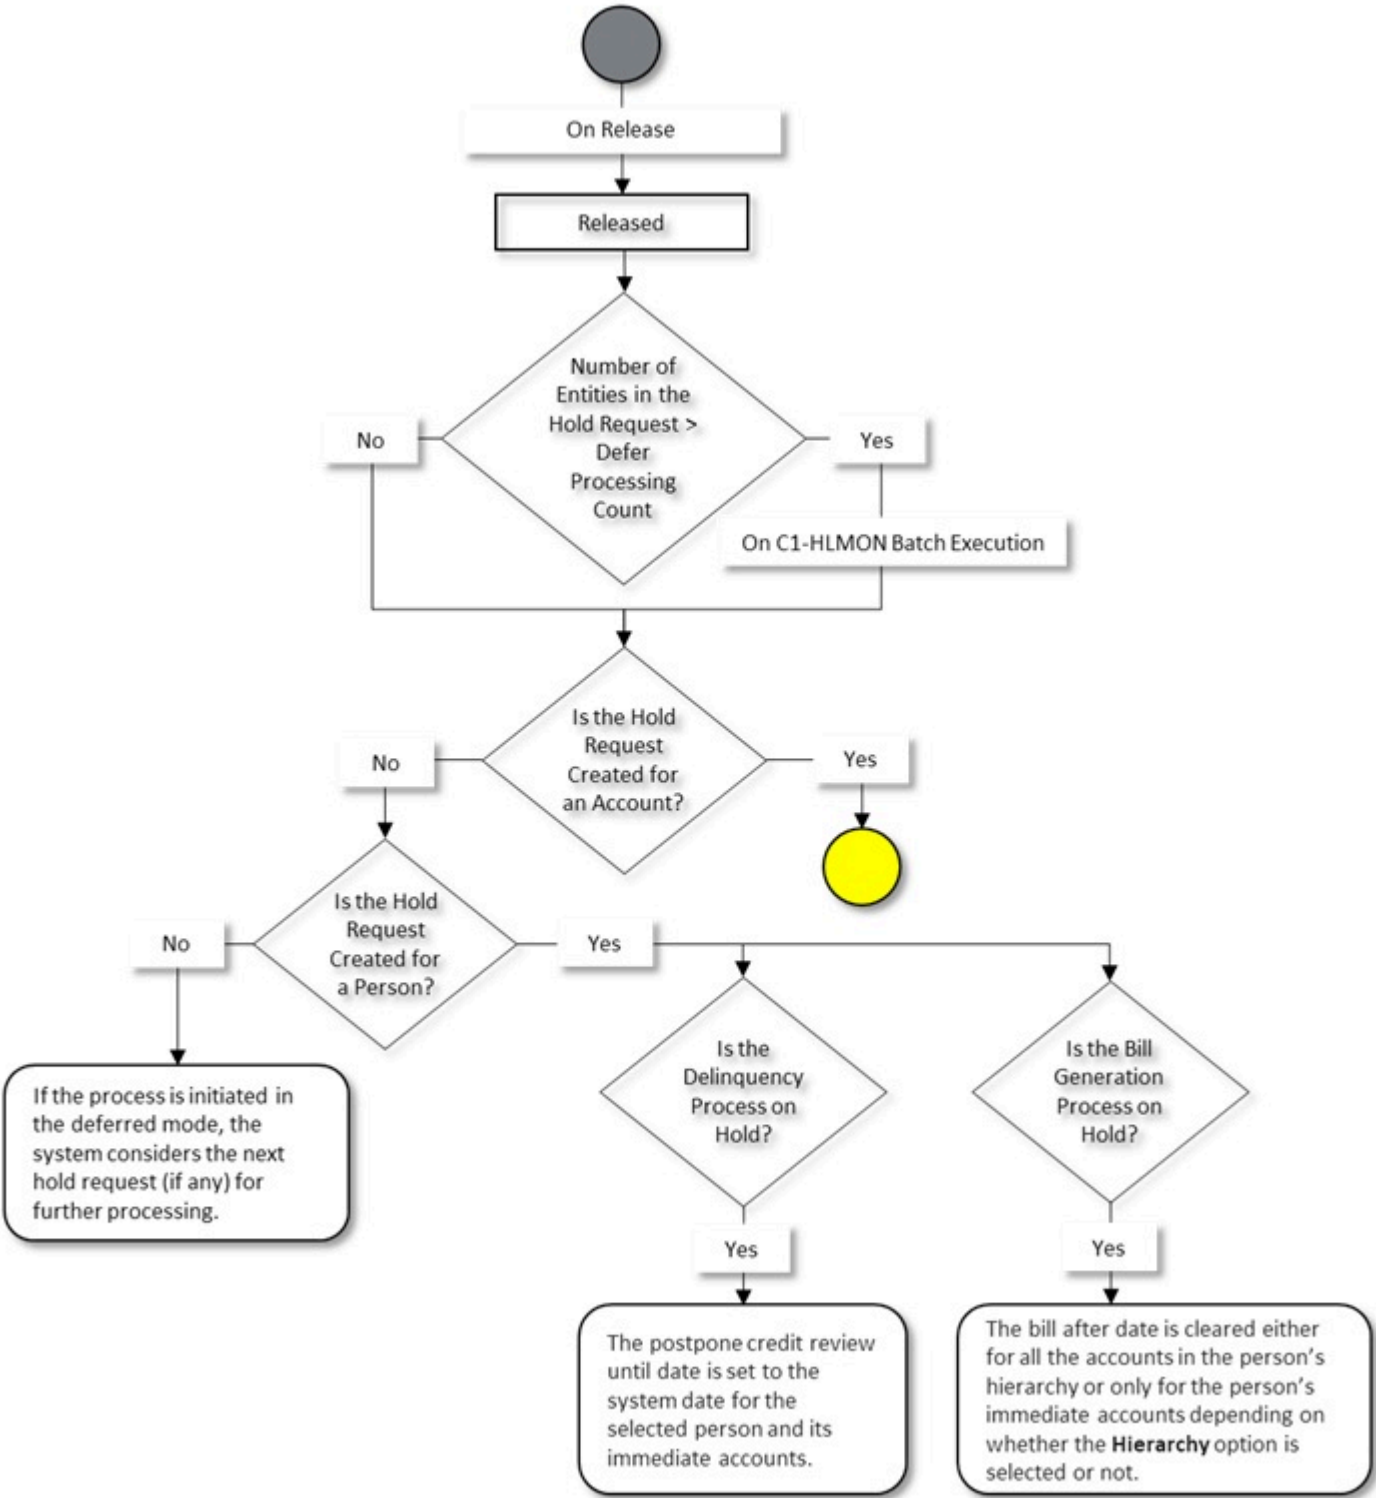 On Release
Released
Number of
Entities in the
Hold Request >
Defer
Processing
Count
No
Yes
On C1-HLMON Batch Execution
Is the Hold
Request
Created for
an Account?
No
Yes
Is the Hold
Request
Created for
a Person?
No
Yes
If the process is initiated in
the deferred mode, the
system considers the next
hold request (if any) for
further processing.
Is the
Delinquency
Process on
Hold?
Is the Bill
Generation
Process on
Hold?
Yes
Yes
The postpone credit review
until date is set to the
system date for the
selected person and its
immediate accounts.
The bill after date is cleared either
for all the accounts in the person's
hierarchy or only for the person's
immediate accounts depending on
whether the Hierarchy option is
selected or not.